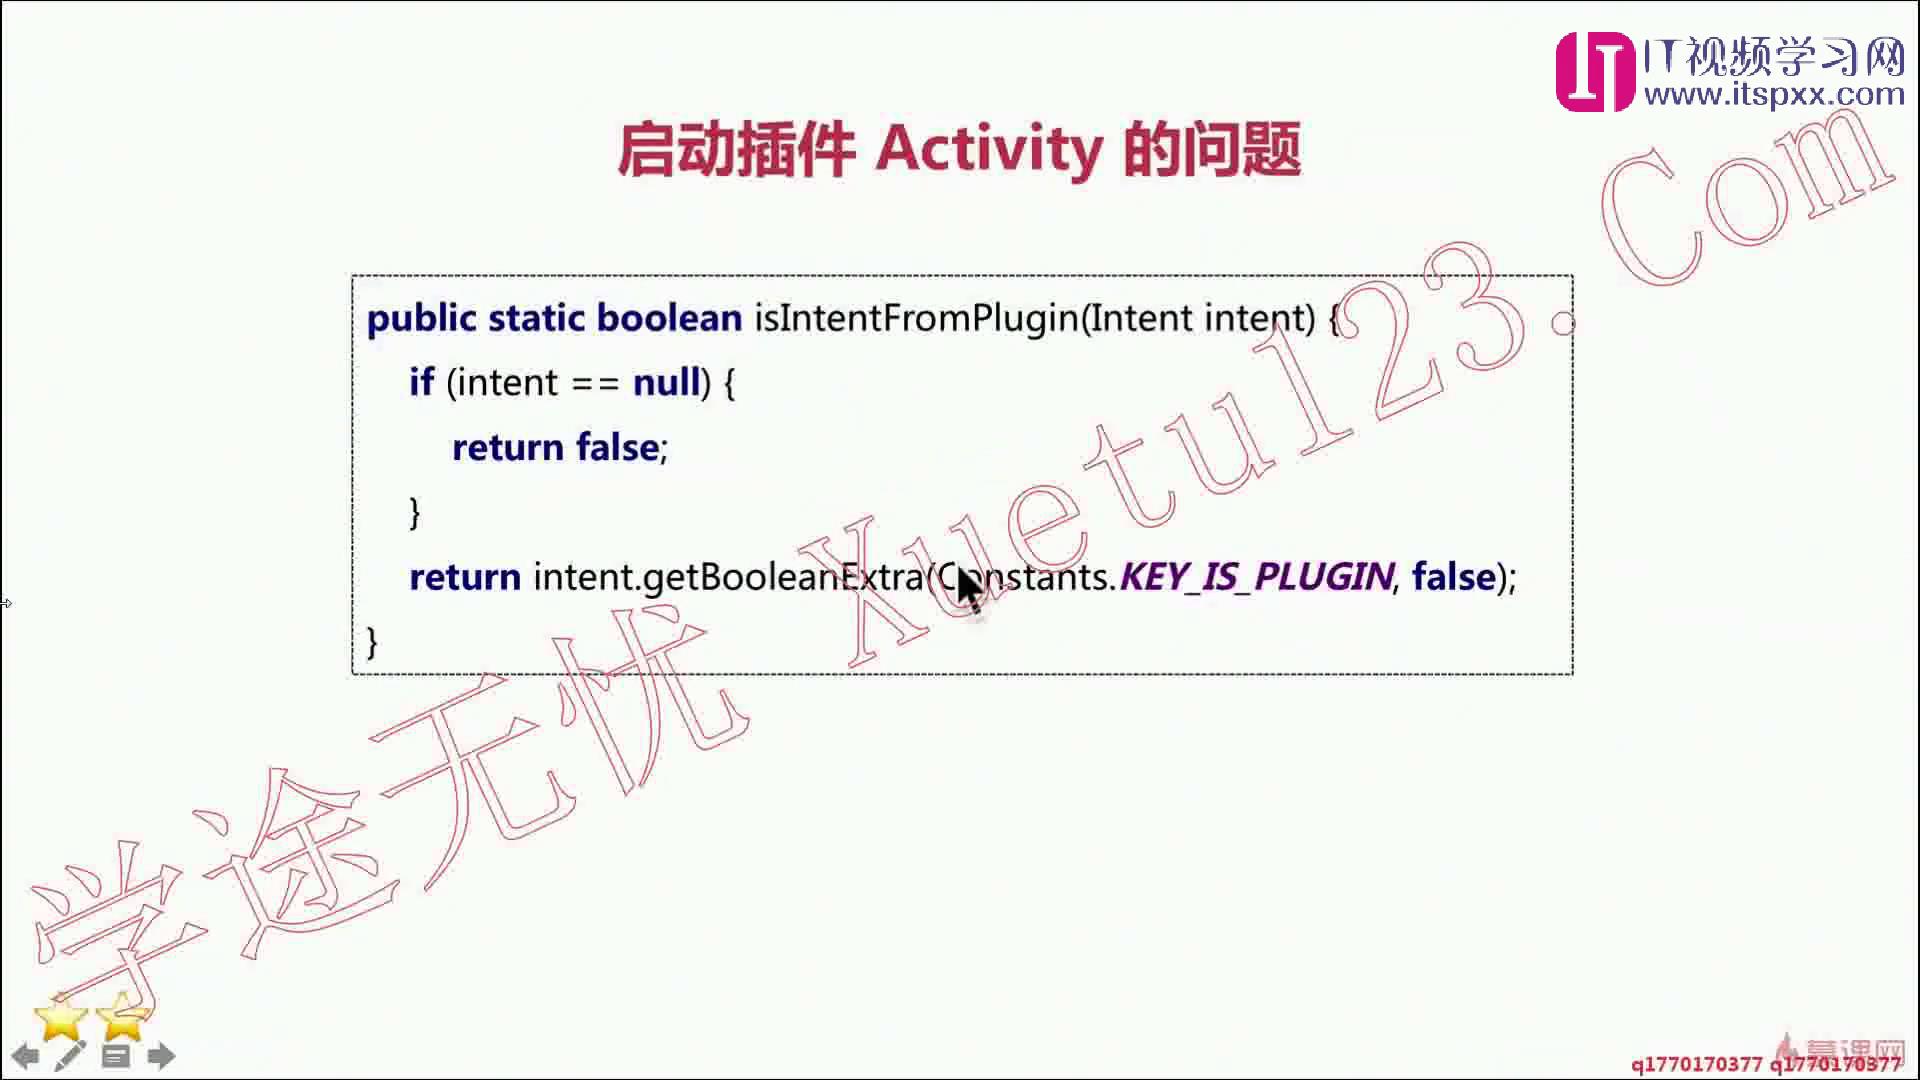 IT视频学习网
www.itspxx.com
启动插件 Activity 的问题
public static boolean isIntentFromPlugin(Intent intent) {
if (intent == null) {
return false;
}
return intent.getBooleanExtra(Constants.KEY_IS_PLUGIN, false);
}
学途无忧 Xuetu123.Com
慕课网
q1770170377 q1770170377